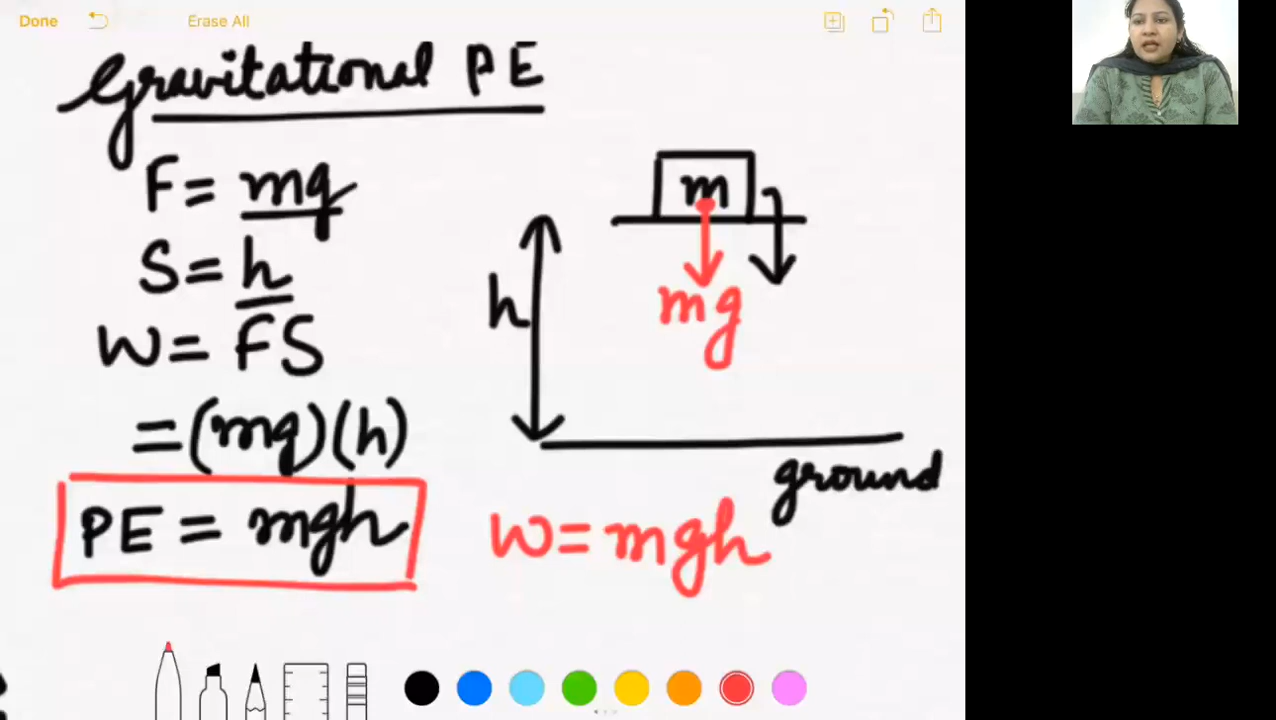 Done Erase All
Gravitational PE
F = mg
S = h
W = FS
= (mg)(h)
PE = mgh
m
mg
h
ground
W = mgh